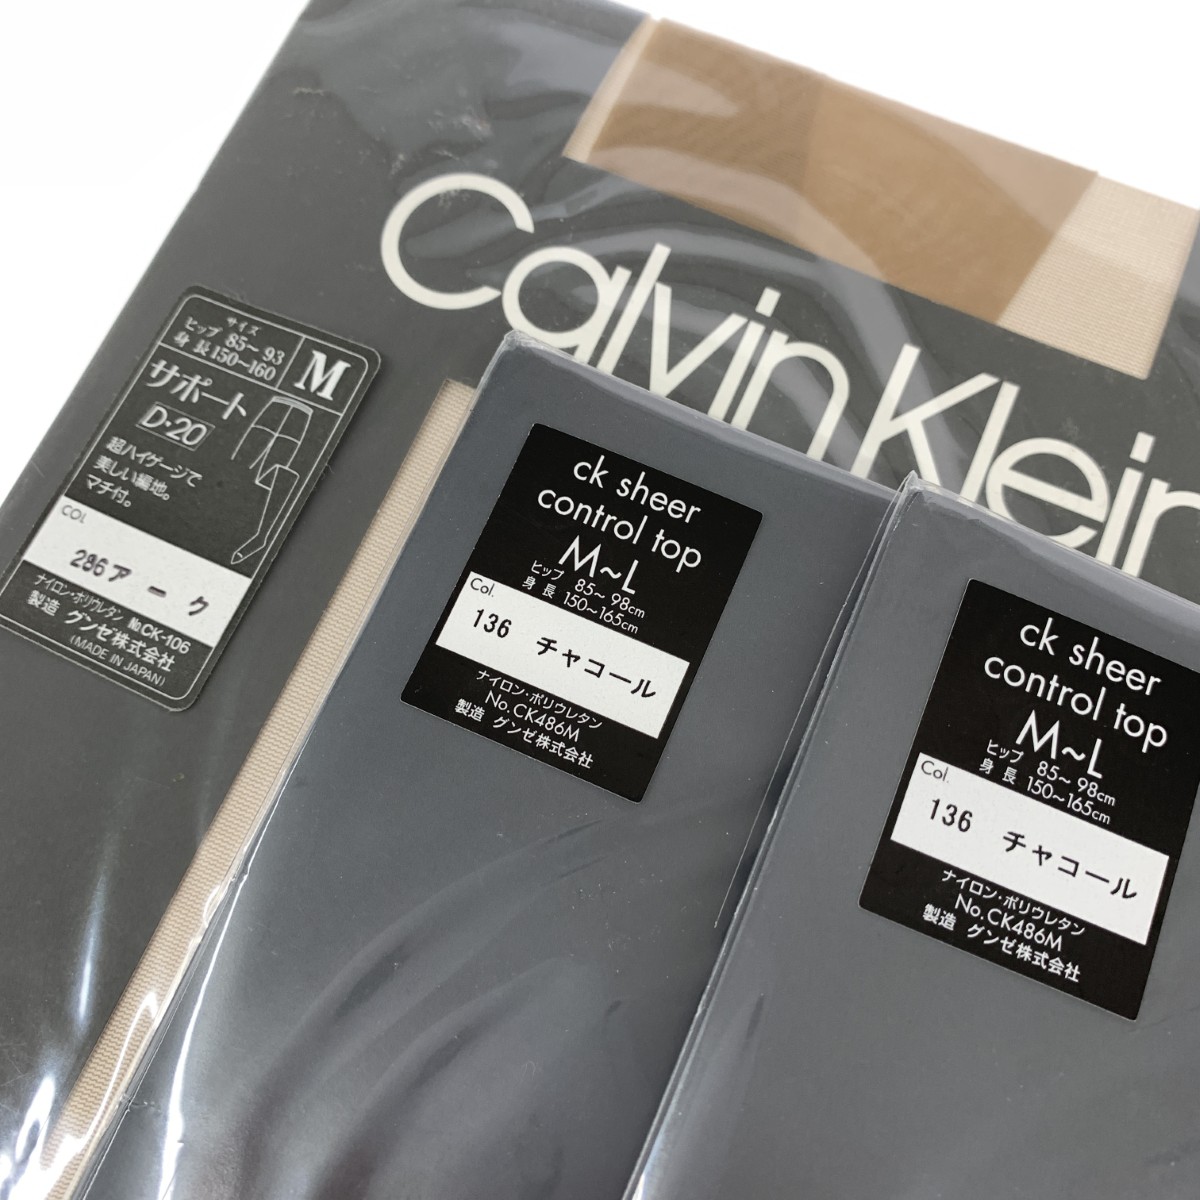 Calvin Klein
サイズ
ヒップ 85～93
身長150～160
M
サポート
D・20
超ハイゲージで
美しい編地。
マチ付。
COL
286アーク
ナイロン・ポリウレタン No.CK-106
製造 グンゼ株式会社
(MADE IN JAPAN)
ck sheer
control top
M~L
ヒップ 85～98cm
身長 150～165cm
Col.
136 チャコール
ナイロン・ポリウレタン
No.CK486M
製造 グンゼ株式会社
ck sheer
control top
M~L
ヒップ 85～98cm
身長 150～165cm
Col.
136 チャコール
ナイロン・ポリウレタン
No.CK486M
製造 グンゼ株式会社